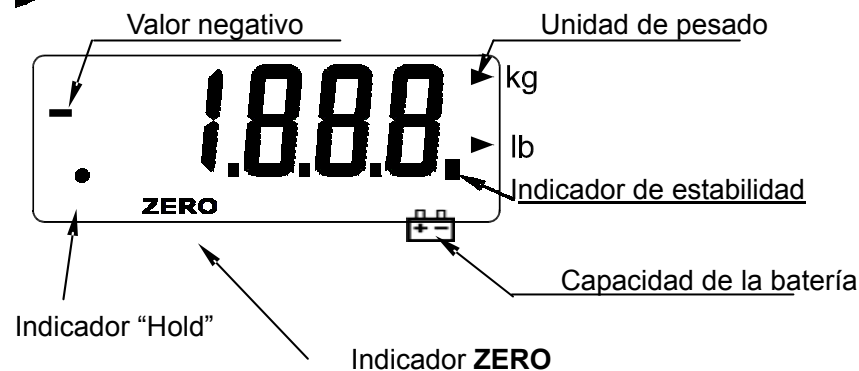 Valor negativo
Unidad de pesado
1.8.8.8.
kg
lb
Indicador de estabilidad
ZERO
+ −
Capacidad de la batería
Indicador “Hold”
Indicador ZERO